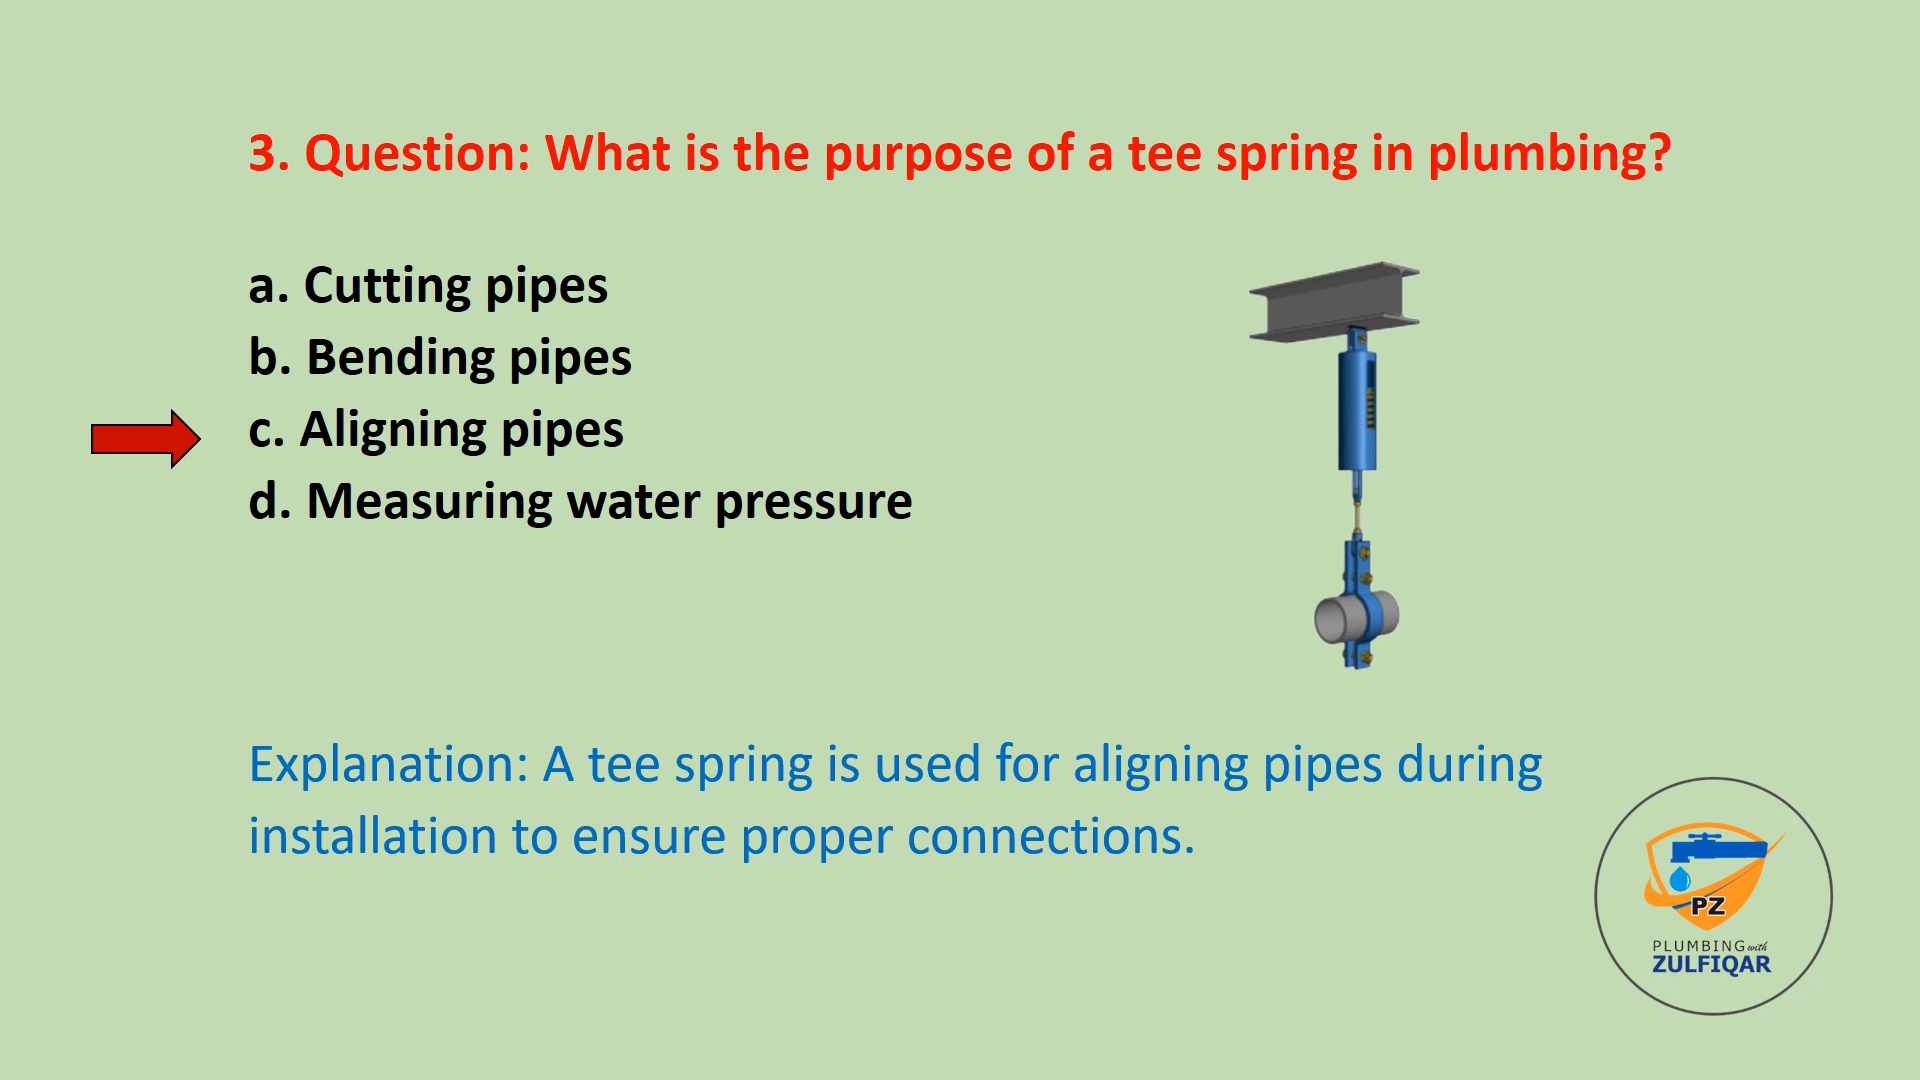 3. Question: What is the purpose of a tee spring in plumbing?
a. Cutting pipes
b. Bending pipes
c. Aligning pipes
d. Measuring water pressure
Explanation: A tee spring is used for aligning pipes during
installation to ensure proper connections.
PZ
PLUMBING with
ZULFIQAR